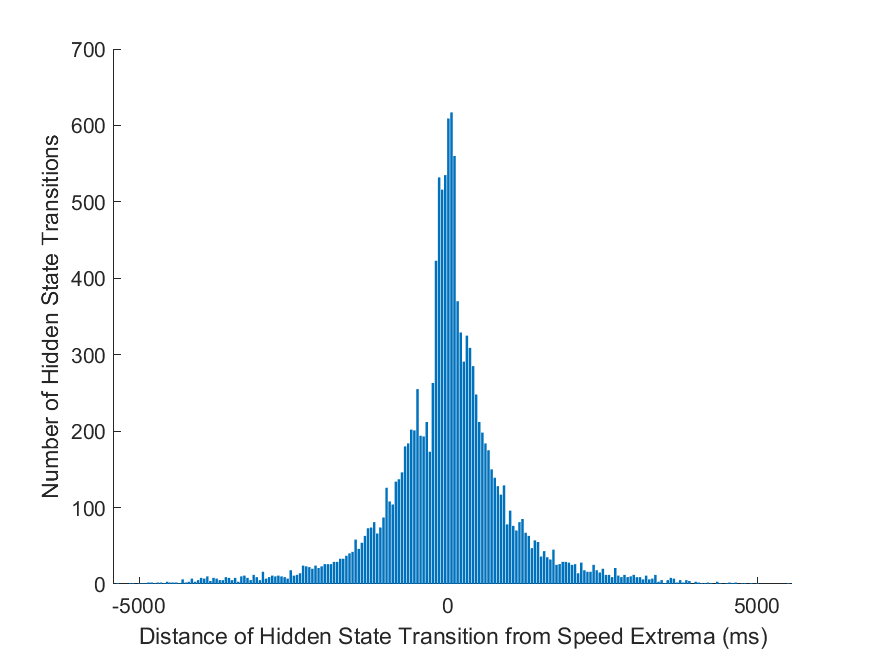 700
600
500
400
300
200
100
0
Number of Hidden State Transitions
-5000 0 5000
Distance of Hidden State Transition from Speed Extrema (ms)